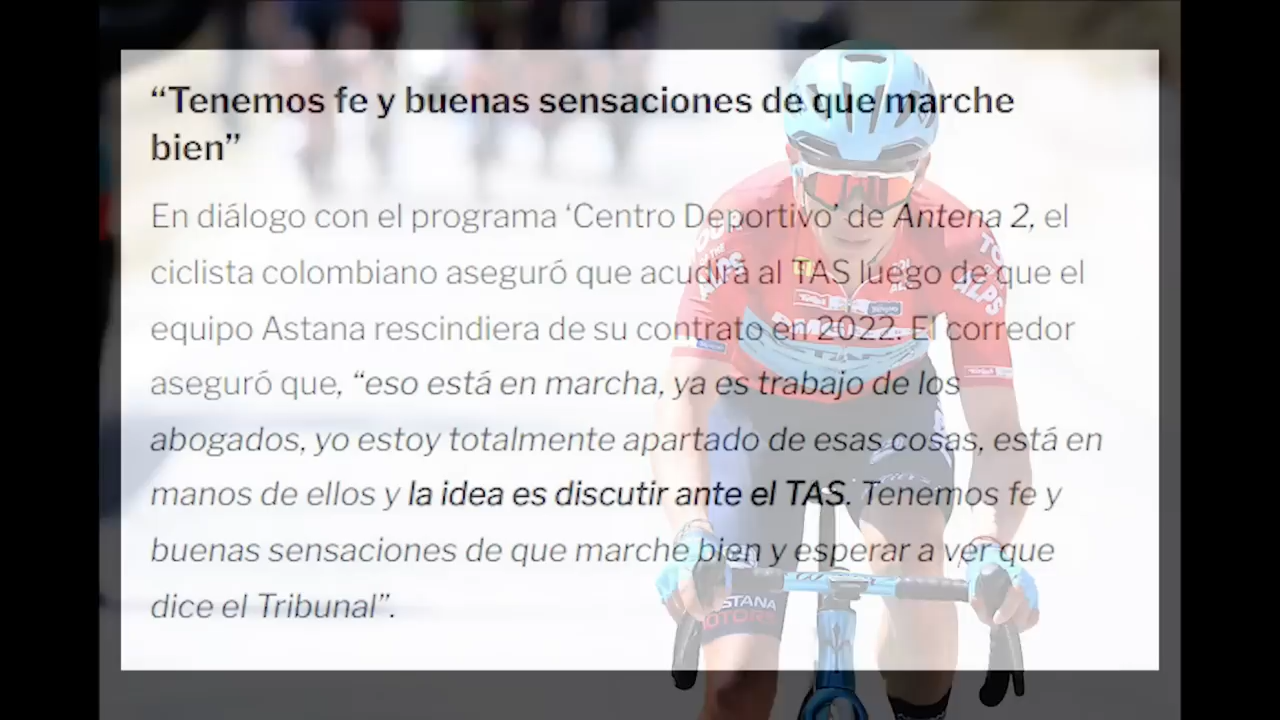 “Tenemos fe y buenas sensaciones de que marche
bien”
En diálogo con el programa ‘Centro Deportivo’ de Antena 2, el
ciclista colombiano aseguró que acudirá al TAS luego de que el
equipo Astana rescindiera de su contrato en 2022. El corredor
aseguró que, “eso está en marcha, ya es trabajo de los
abogados, yo estoy totalmente apartado de esas cosas, está en
manos de ellos y la idea es discutir ante el TAS. Tenemos fe y
buenas sensaciones de que marche bien y esperar a ver que
dice el Tribunal”.
ALPS
ALPS
STANA
MOTORS